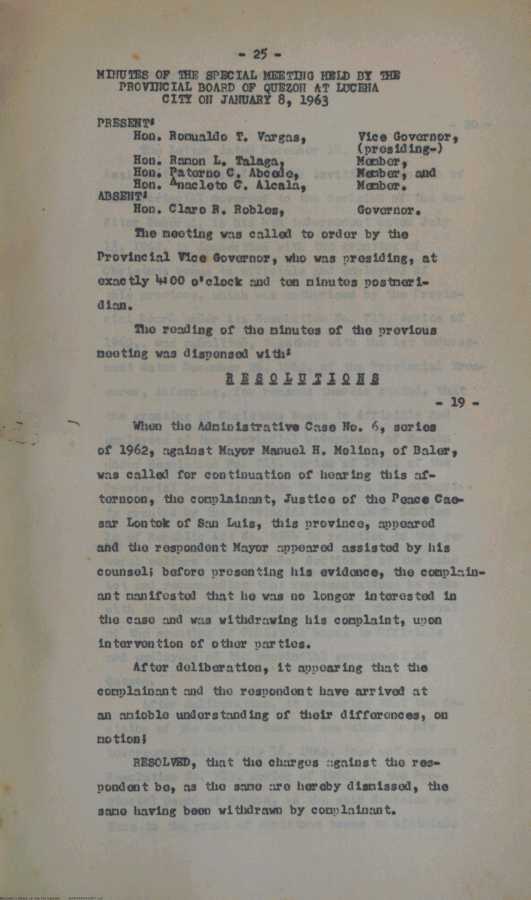 - 25 -
MINUTES OF THE SPECIAL MEETING HELD BY THE
PROVINCIAL BOARD OF QUEZON AT LUCENA
CITY ON JANUARY 8, 1963
PRESENT:
Hon. Romualdo T. Vargas, Vice Governor,
(presiding-)
Hon. Ramon L. Talaga, Member,
Hon. Paterno C. Abcede, Member, and
Hon. Anacleto C. Alcala, Member.
ABSENT:
Hon. Claro R. Robles, Governor.
The meeting was called to order by the
Provincial Vice Governor, who was presiding, at
exactly 4:00 o'clock and ten minutes postmeri-
dian.
The reading of the minutes of the previous
meeting was dispensed with:
RESOLUTIONS
- 19 -
When the Administrative Case No. 6, series
of 1962, against Mayor Manuel H. Molina, of Baler,
was called for continuation of hearing this af-
ternoon, the complainant, Justice of the Peace Cae-
sar Lontok of San Luis, this province, appeared
and the respondent Mayor appeared assisted by his
counsel; before presenting his evidence, the complain-
ant manifested that he was no longer interested in
the case and was withdrawing his complaint, upon
intervention of other parties.
After deliberation, it appearing that the
complainant and the respondent have arrived at
an amioble understanding of their differences, on
motion;
RESOLVED, that the charges against the res-
pondent be, as the same are hereby dismissed, the
same having been withdrawn by complainant.